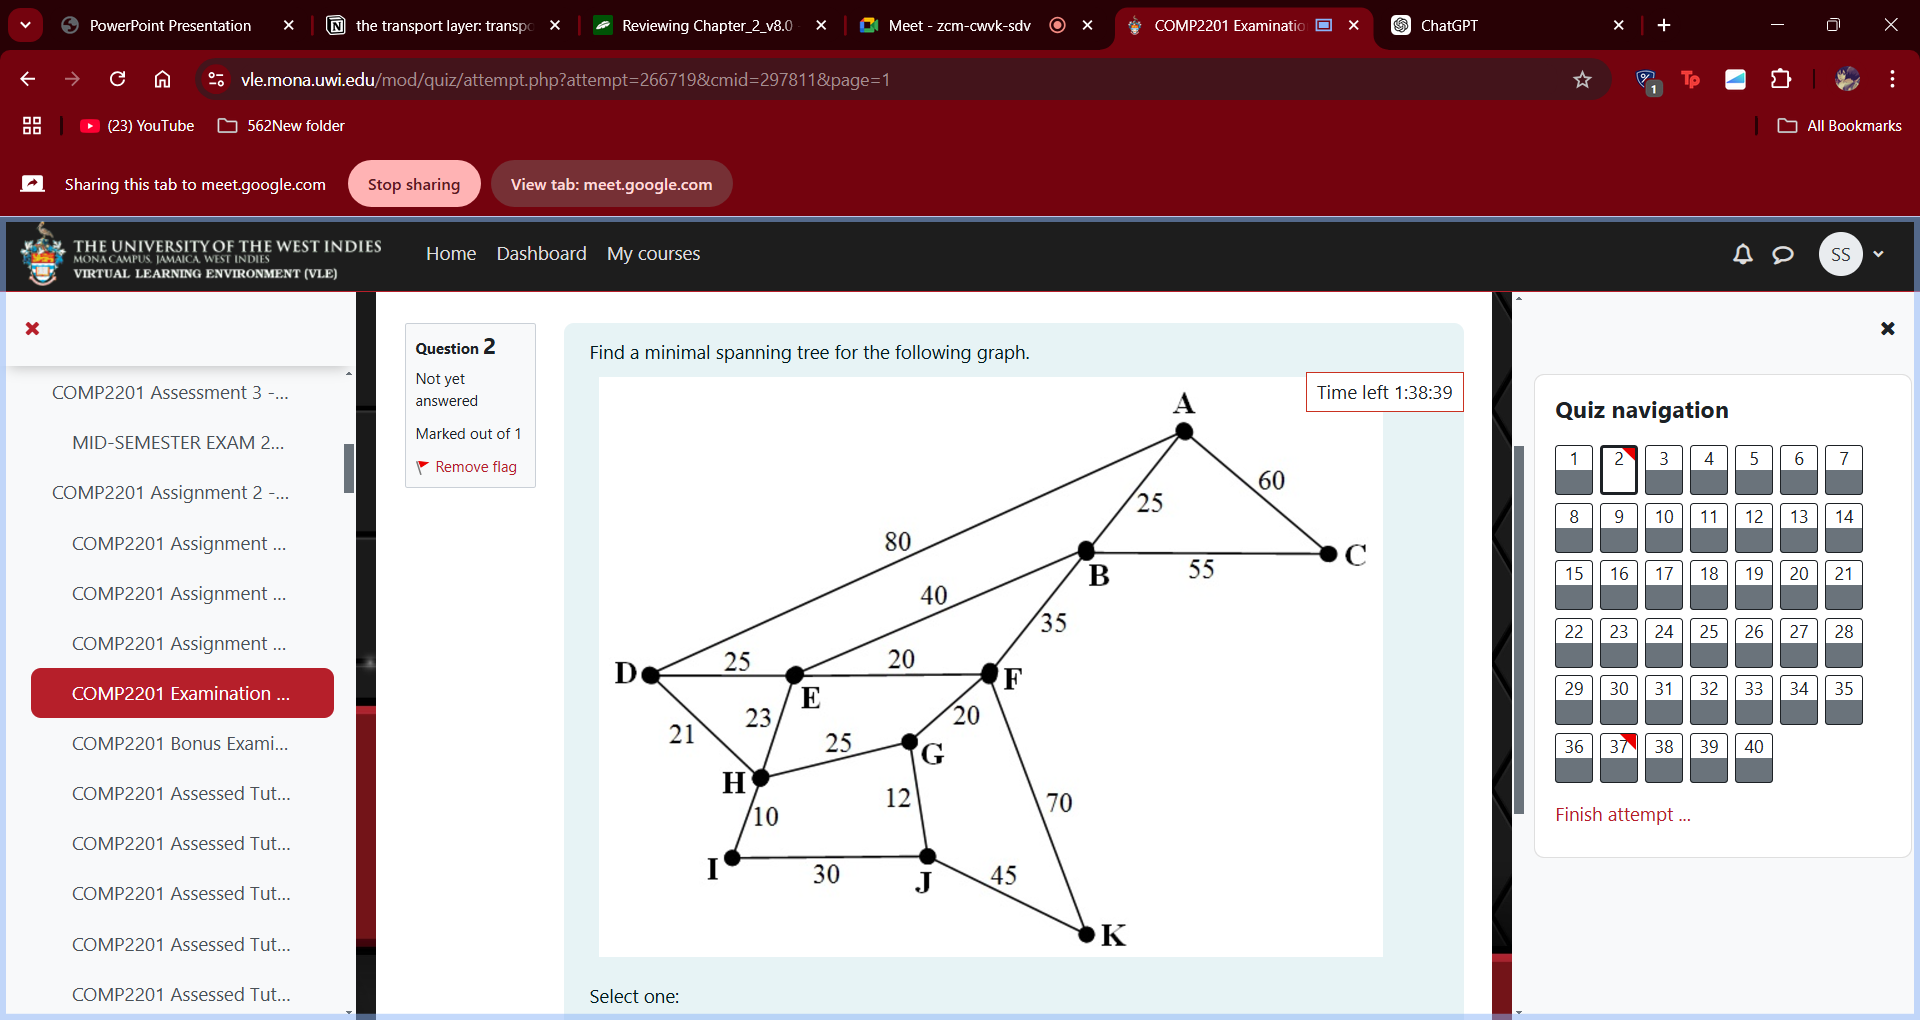 PowerPoint Presentation
the transport layer: transpo
Reviewing Chapter_2_v8.0
Meet - zcm-cwvk-sdv
COMP2201 Examinatio
ChatGPT
vle.mona.uwi.edu/mod/quiz/attempt.php?attempt=266719&cmid=297811&page=1
1
Tp
(23) YouTube
562New folder
All Bookmarks
Sharing this tab to meet.google.com
Stop sharing
View tab: meet.google.com
THE UNIVERSITY OF THE WEST INDIES
MONA CAMPUS, JAMAICA, WEST INDIES
VIRTUAL LEARNING ENVIRONMENT (VLE)
Home
Dashboard
My courses
SS
COMP2201 Assessment 3 -...
MID-SEMESTER EXAM 2...
COMP2201 Assignment 2 -...
COMP2201 Assignment ...
COMP2201 Assignment ...
COMP2201 Assignment ...
COMP2201 Examination ...
COMP2201 Bonus Exami...
COMP2201 Assessed Tut...
COMP2201 Assessed Tut...
COMP2201 Assessed Tut...
COMP2201 Assessed Tut...
COMP2201 Assessed Tut...
Question 2
Not yet
answered
Marked out of 1
Remove flag
Find a minimal spanning tree for the following graph.
Time left 1:38:39
A
60
25
80
C
B
55
40
35
D
25
20
F
E
23
20
21
25
G
H
12
10
70
I
30
J
45
K
Select one:
Quiz navigation
1 2 3 4 5 6 7
8 9 10 11 12 13 14
15 16 17 18 19 20 21
22 23 24 25 26 27 28
29 30 31 32 33 34 35
36 37 38 39 40
Finish attempt ...